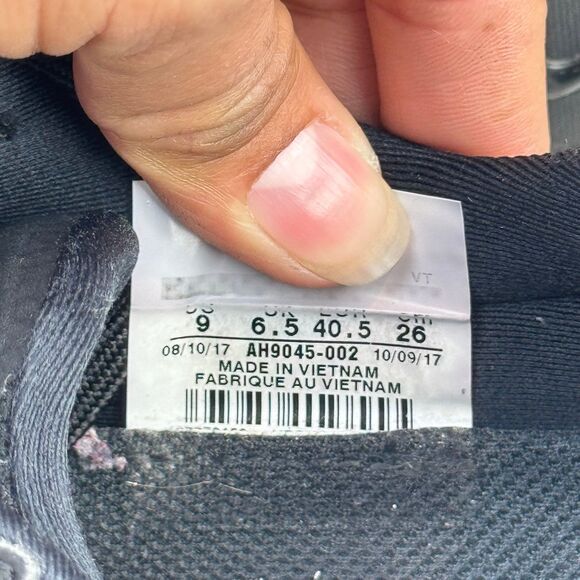 VT
9 6.5 40.5 26
08/10/17 AH9045-002 10/09/17
MADE IN VIETNAM
FABRIQUE AU VIETNAM